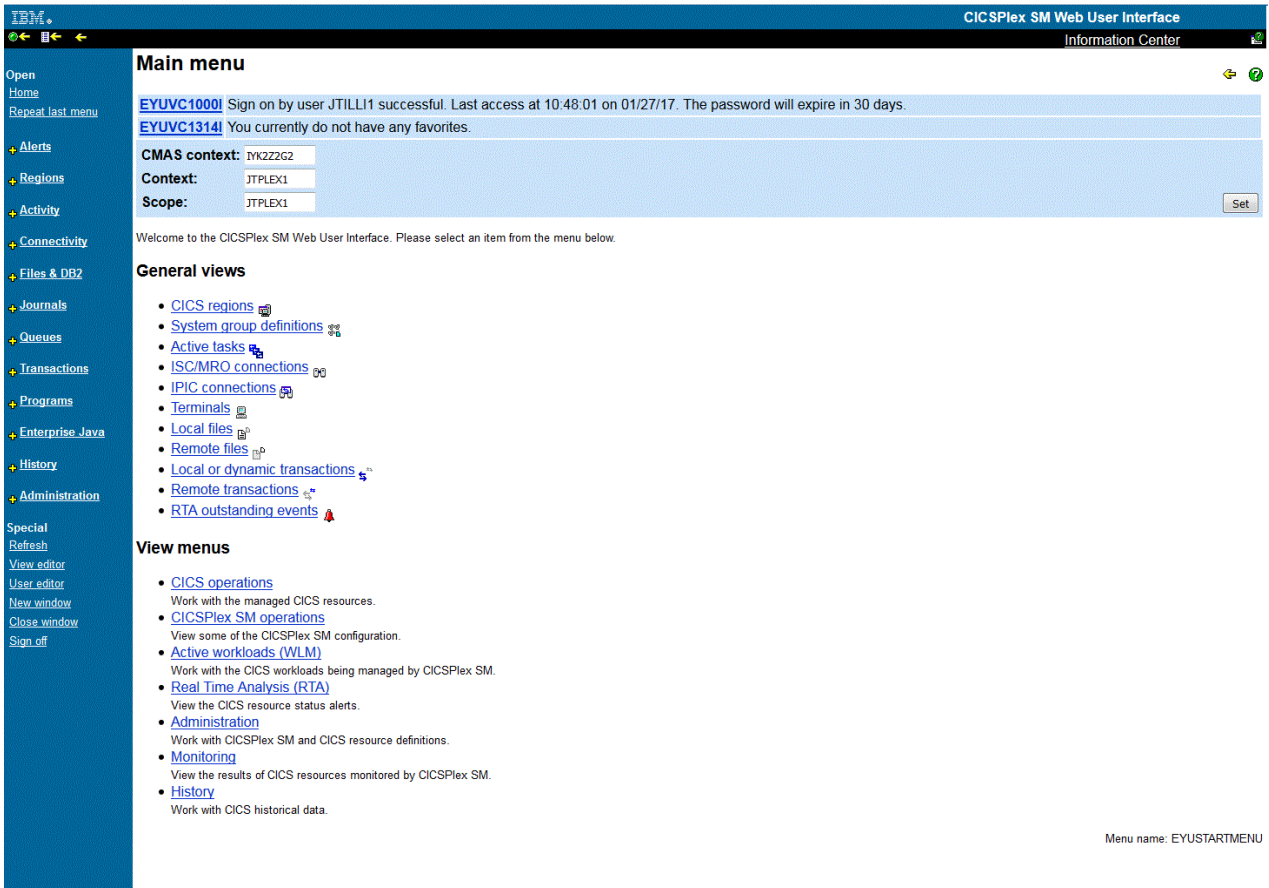 IBM.
CICSPlex SM Web User Interface
Information Center
Open
Home
Repeat last menu
Alerts
Regions
Activity
Connectivity
Files & DB2
Journals
Queues
Transactions
Programs
Enterprise Java
History
Administration
Special
Refresh
View editor
User editor
New window
Close window
Sign off
Main menu
EYUVC1000I Sign on by user JTILLI1 successful. Last access at 10:48:01 on 01/27/17. The password will expire in 30 days.
EYUVC1314I You currently do not have any favorites.
CMAS context: IYK2Z2G2
Context: JTPLEX1
Scope: JTPLEX1
Set
Welcome to the CICSPlex SM Web User Interface. Please select an item from the menu below.
General views
CICS regions
System group definitions
Active tasks
ISC/MRO connections
IPIC connections
Terminals
Local files
Remote files
Local or dynamic transactions
Remote transactions
RTA outstanding events
View menus
CICS operations
Work with the managed CICS resources.
CICSPlex SM operations
View some of the CICSPlex SM configuration.
Active workloads (WLM)
Work with the CICS workloads being managed by CICSPlex SM.
Real Time Analysis (RTA)
View the CICS resource status alerts.
Administration
Work with CICSPlex SM and CICS resource definitions.
Monitoring
View the results of CICS resources monitored by CICSPlex SM.
History
Work with CICS historical data.
Menu name: EYUSTARTMENU